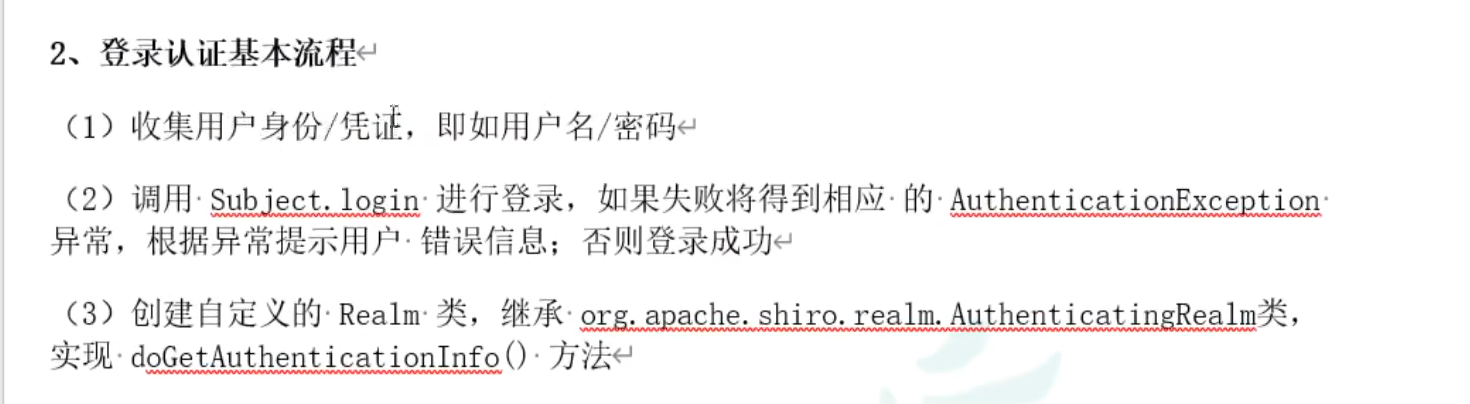 2、登录认证基本流程
（1）收集用户身份/凭证，即如用户名/密码
（2）调用 Subject.login 进行登录，如果失败将得到相应 的 AuthenticationException
异常，根据异常提示用户 错误信息；否则登录成功
（3）创建自定义的 Realm 类，继承 org.apache.shiro.realm.AuthenticatingRealm类，
实现 doGetAuthenticationInfo() 方法